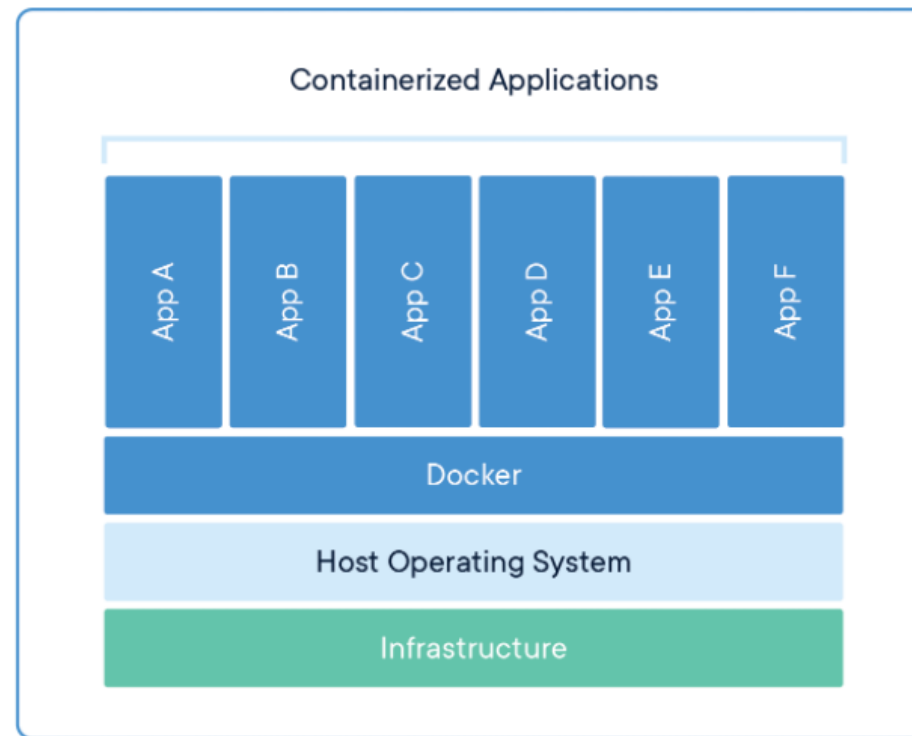 Containerized Applications
App A
App B
App C
App D
App E
App F
Docker
Host Operating System
Infrastructure